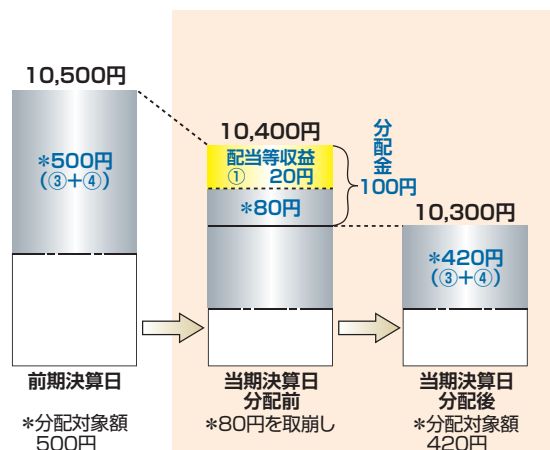 10,500円
*500円
(③+④)
前期決算日
*分配対象額
500円
10,400円
配当等収益
① 20円
*80円
分配金
100円
当期決算日
分配前
*80円を取崩し
10,300円
*420円
(③+④)
当期決算日
分配後
*分配対象額
420円